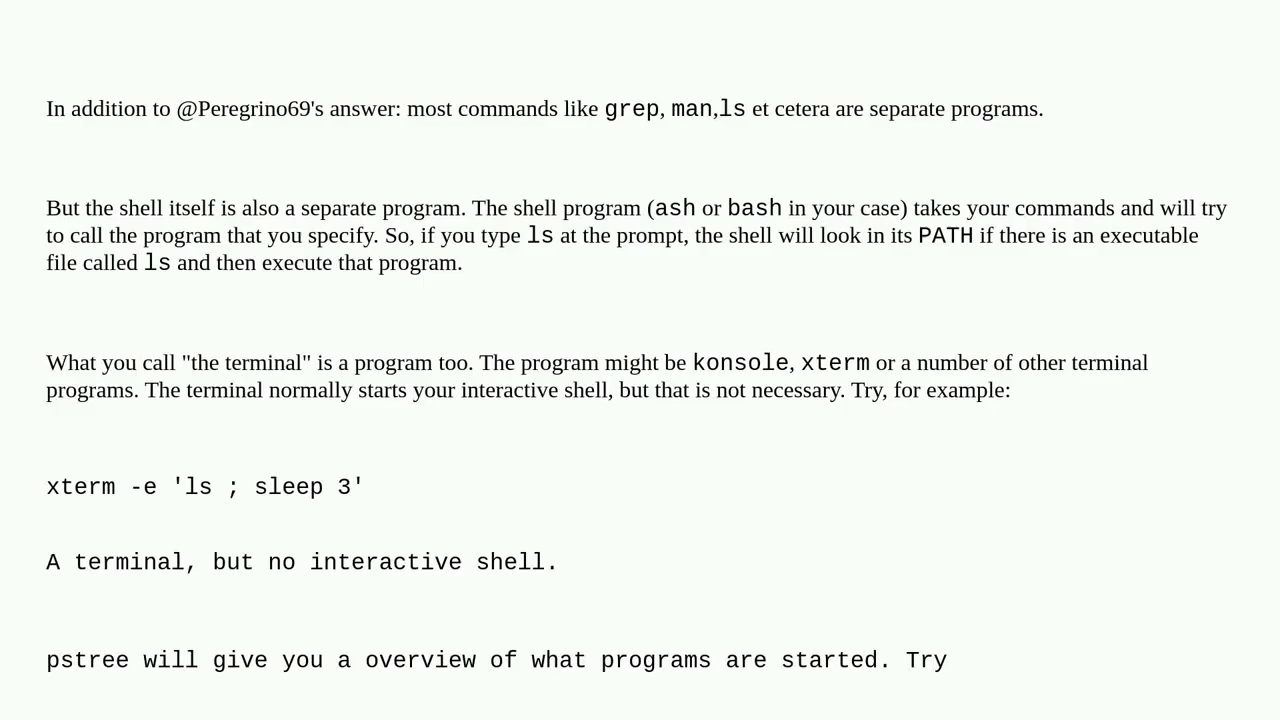 In addition to @Peregrino69's answer: most commands like grep, man,ls et cetera are separate programs.
But the shell itself is also a separate program. The shell program (ash or bash in your case) takes your commands and will try
to call the program that you specify. So, if you type ls at the prompt, the shell will look in its PATH if there is an executable
file called ls and then execute that program.
What you call "the terminal" is a program too. The program might be konsole, xterm or a number of other terminal
programs. The terminal normally starts your interactive shell, but that is not necessary. Try, for example:
xterm -e 'ls ; sleep 3'
A terminal, but no interactive shell.
pstree will give you a overview of what programs are started. Try